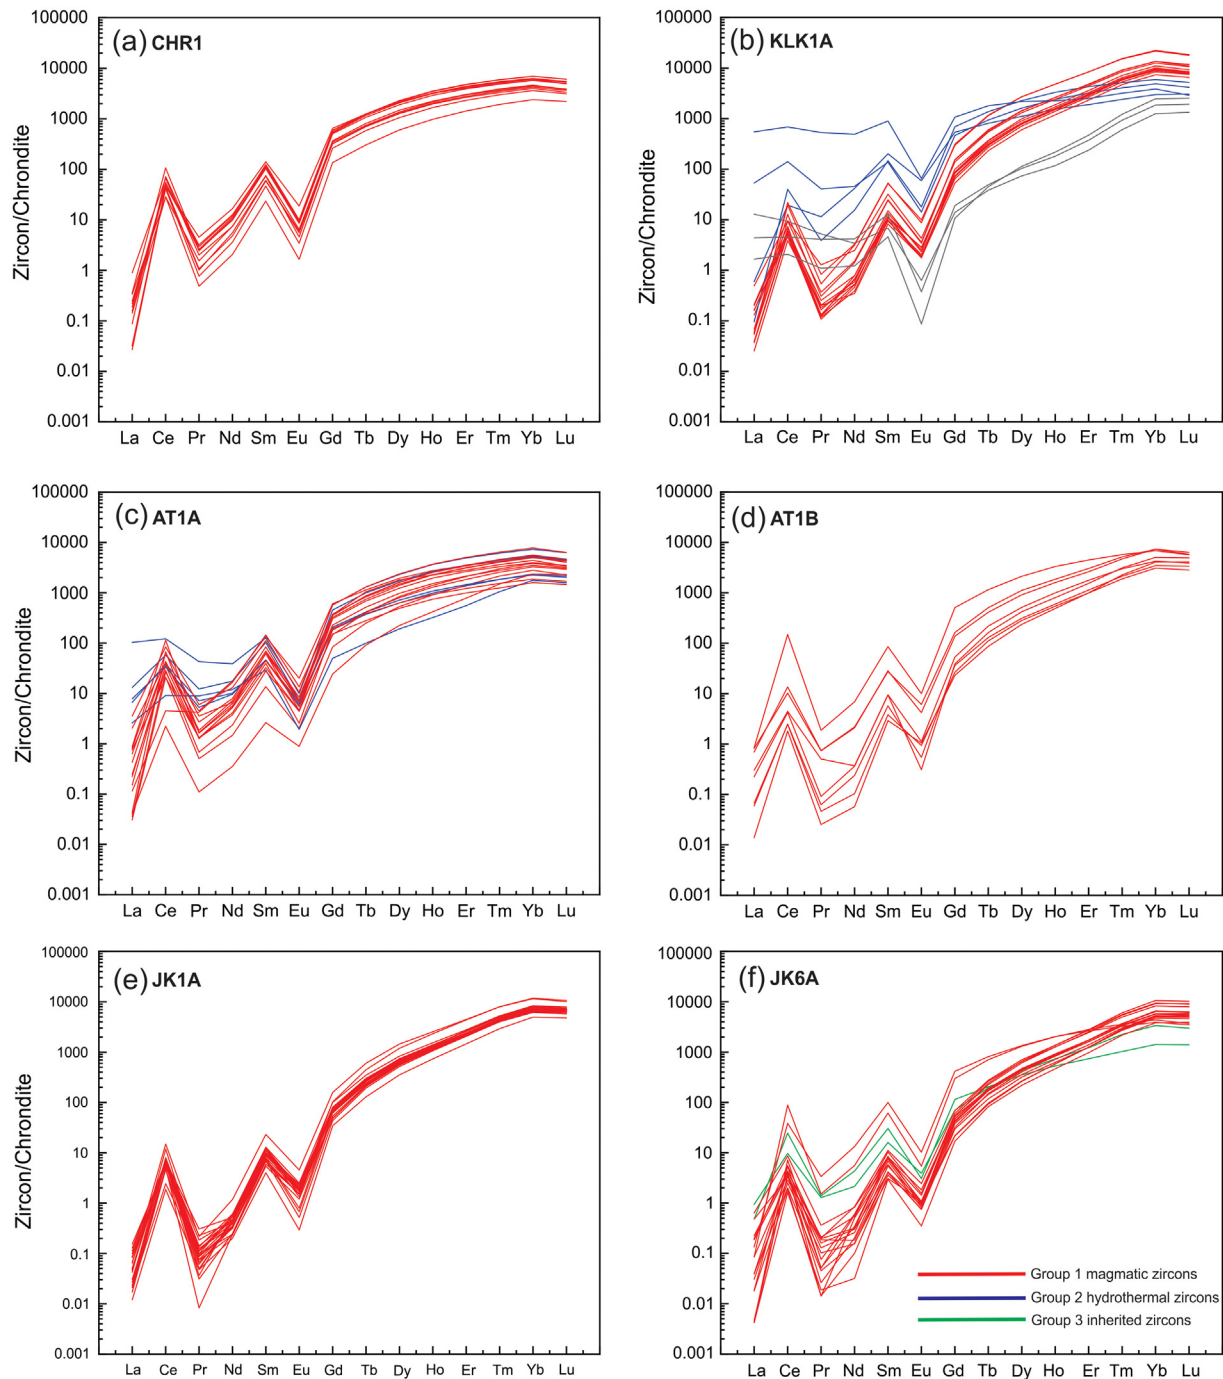 (a) CHR1
Zircon/Chrondite
100000
10000
1000
100
10
1
0.1
0.01
0.001
La Ce Pr Nd Sm Eu Gd Tb Dy Ho Er Tm Yb Lu
(b) KLK1A
Zircon/Chrondite
100000
10000
1000
100
10
1
0.1
0.01
0.001
La Ce Pr Nd Sm Eu Gd Tb Dy Ho Er Tm Yb Lu
(c) AT1A
Zircon/Chrondite
100000
10000
1000
100
10
1
0.1
0.01
0.001
La Ce Pr Nd Sm Eu Gd Tb Dy Ho Er Tm Yb Lu
(d) AT1B
100000
10000
1000
100
10
1
0.1
0.01
0.001
La Ce Pr Nd Sm Eu Gd Tb Dy Ho Er Tm Yb Lu
(e) JK1A
Zircon/Chrondite
100000
10000
1000
100
10
1
0.1
0.01
0.001
La Ce Pr Nd Sm Eu Gd Tb Dy Ho Er Tm Yb Lu
(f) JK6A
100000
10000
1000
100
10
1
0.1
0.01
0.001
La Ce Pr Nd Sm Eu Gd Tb Dy Ho Er Tm Yb Lu
Group 1 magmatic zircons
Group 2 hydrothermal zircons
Group 3 inherited zircons